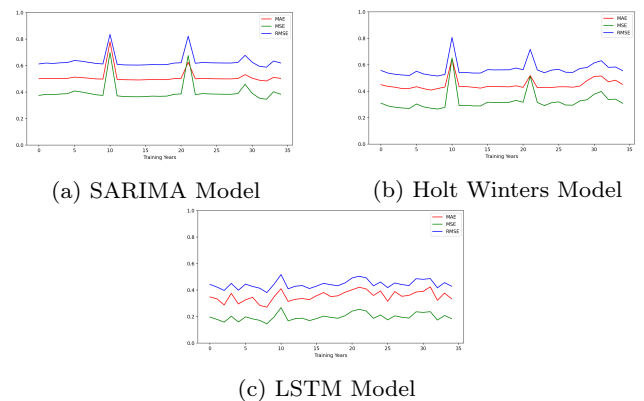 1.0
0.8
0.6
0.4
0.2
0.0
0 5 10 15 20 25 30 35
Training Years
MAE
MSE
RMSE
(a) SARIMA Model
1.0
0.8
0.6
0.4
0.2
0.0
0 5 10 15 20 25 30 35
Training Years
MAE
MSE
RMSE
(b) Holt Winters Model
1.0
0.8
0.6
0.4
0.2
0.0
0 5 10 15 20 25 30 35
Training Years
MAE
MSE
RMSE
(c) LSTM Model